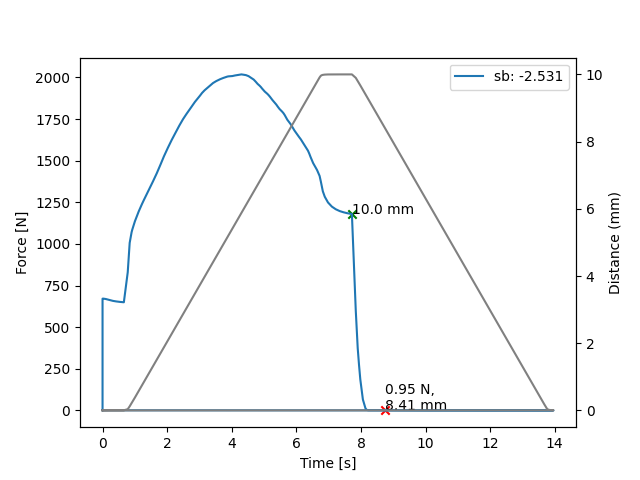 sb: -2.531
2000
1750
1500
1250
1000
750
500
250
0
Force [N]
10
8
6
4
2
0
Distance (mm)
10.0 mm
0.95 N,
8.41 mm
0 2 4 6 8 10 12 14
Time [s]